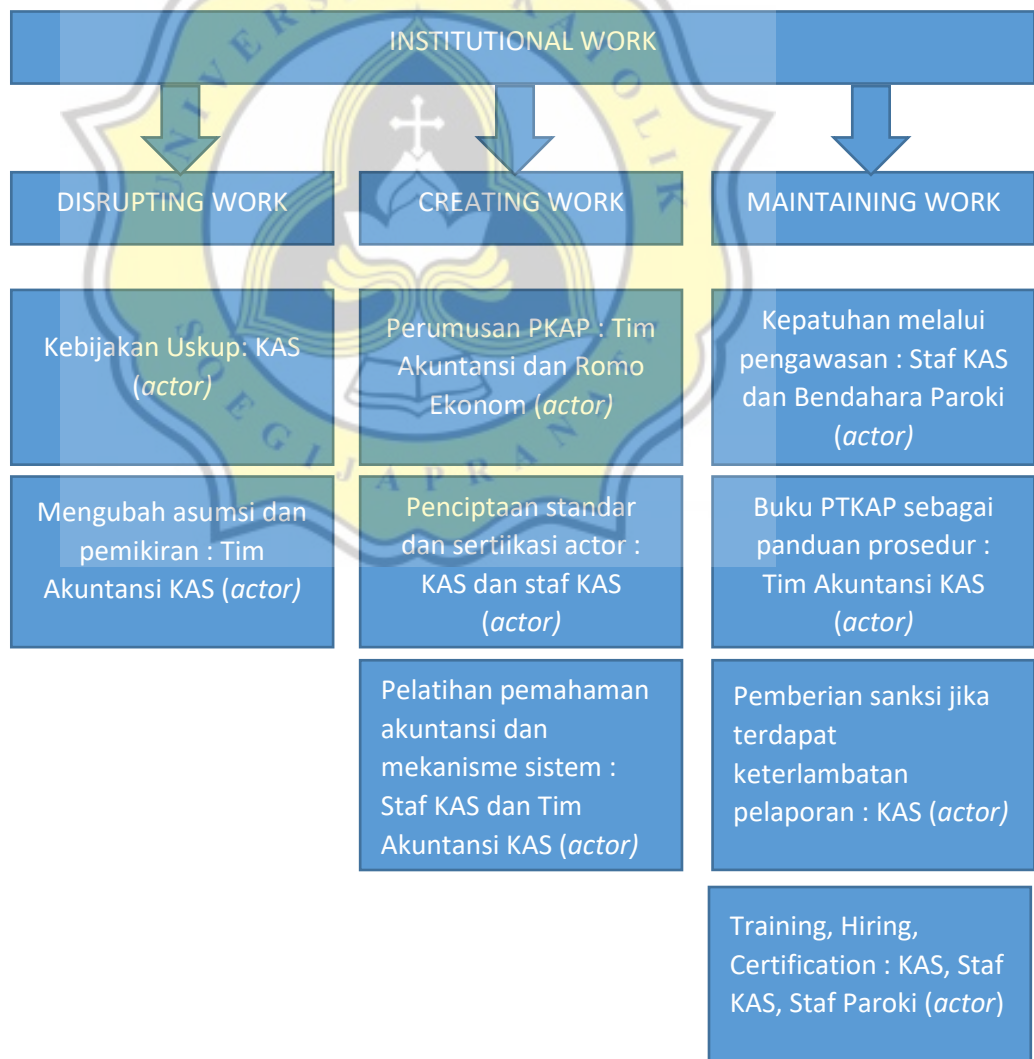 INSTITUTIONAL WORK
DISRUPTING WORK
CREATING WORK
MAINTAINING WORK
Kebijakan Uskup: KAS
(actor)
Perumusan PKAP : Tim
Akuntansi dan Romo
Ekonom (actor)
Kepatuhan melalui
pengawasan : Staf KAS
dan Bendahara Paroki
(actor)
Mengubah asumsi dan
pemikiran : Tim
Akuntansi KAS (actor)
Penciptaan standar
dan sertiikasi actor :
KAS dan staf KAS
(actor)
Buku PTKAP sebagai
panduan prosedur :
Tim Akuntansi KAS
(actor)
Pelatihan pemahaman
akuntansi dan
mekanisme sistem :
Staf KAS dan Tim
Akuntansi KAS (actor)
Pemberian sanksi jika
terdapat
keterlambatan
pelaporan : KAS (actor)
Training, Hiring,
Certification : KAS, Staf
KAS, Staf Paroki (actor)
SOEGIJAPRANATA